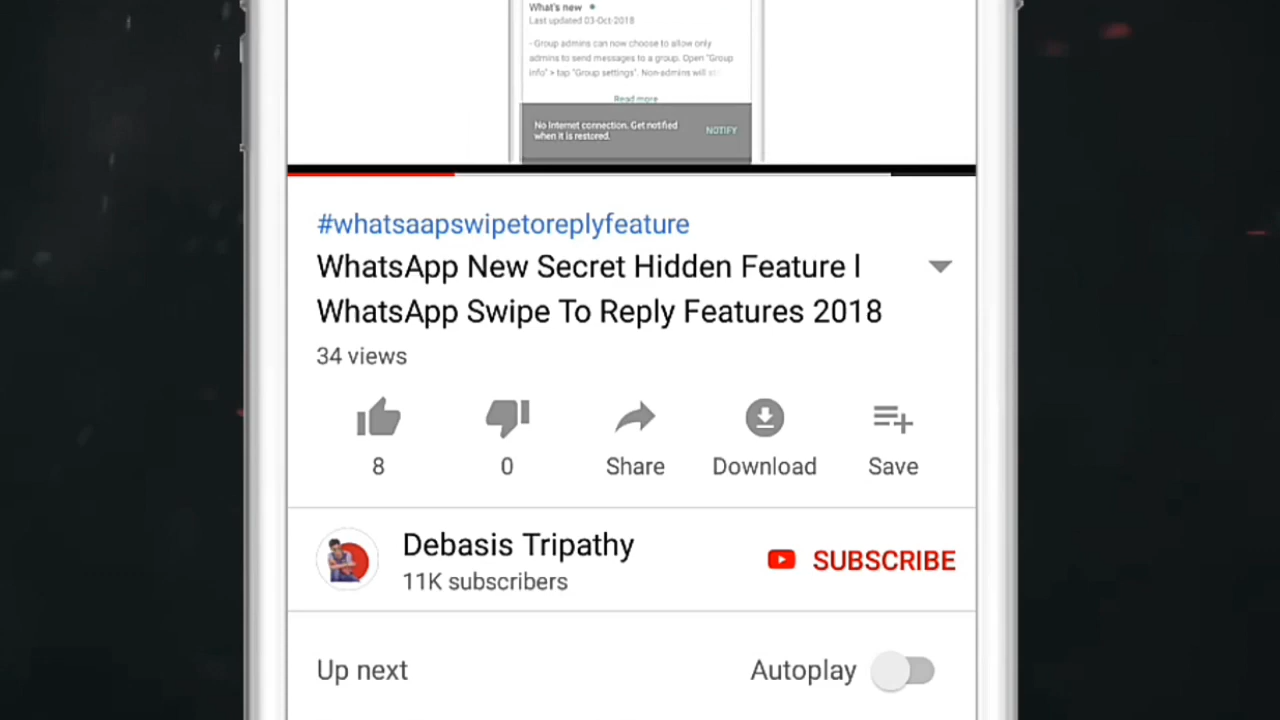 What's new
Last updated 03-Oct-2018
- Group admins can now choose to allow only
admins to send messages to a group. Open "Group
info" > tap "Group settings". Non-admins will
Read more
No Internet connection. Get notified
when it is restored.
NOTIFY
#whatsaapswipetoreplyfeature
WhatsApp New Secret Hidden Feature l
WhatsApp Swipe To Reply Features 2018
34 views
8
0
Share
Download
Save
Debasis Tripathy
11K subscribers
SUBSCRIBE
Up next
Autoplay